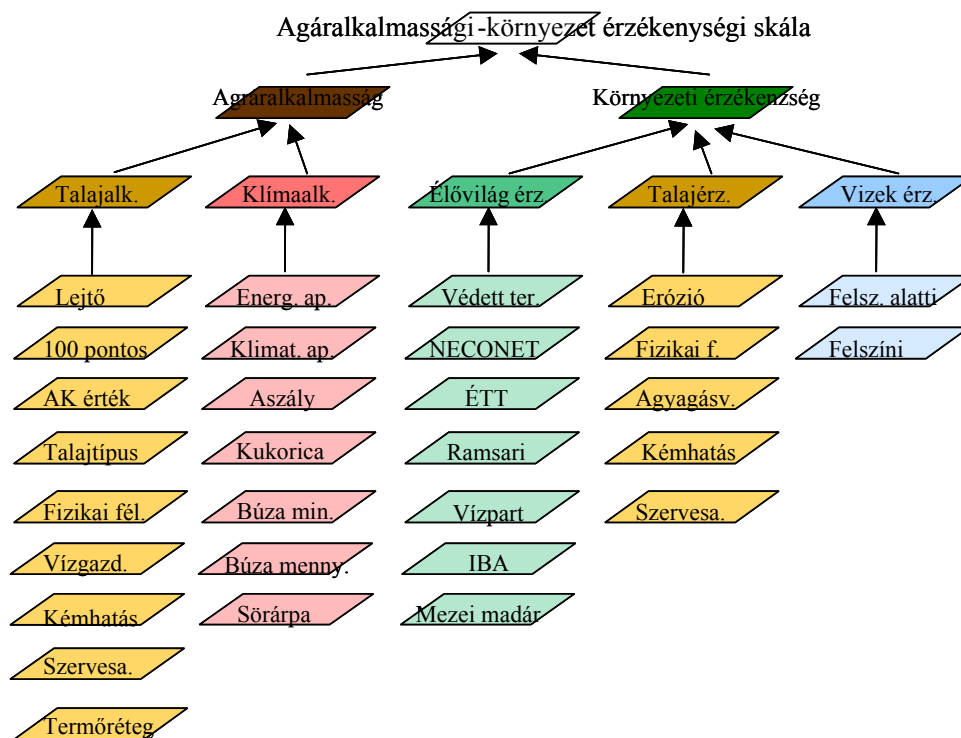 Agáralkalmassági-környezet érzékenységi skála
Agráralkalmasság
Környezeti érzékenzség
Talajalk.
Klímaalk.
Élővilág érz.
Talajérz.
Vizek érz.
Lejtő
Energ. ap.
Védett ter.
Erózió
Felsz. alatti
100 pontos
Klimat. ap.
NECONET
Fizikai f.
Felszíni
AK érték
Aszály
ÉTT
Agyagásv.
Talajtípus
Kukorica
Ramsari
Kémhatás
Fizikai fél.
Búza min.
Vízpart
Szervesa.
Vízgazd.
Búza menny.
IBA
Kémhatás
Sörárpa
Mezei madár
Szervesa.
Termőréteg